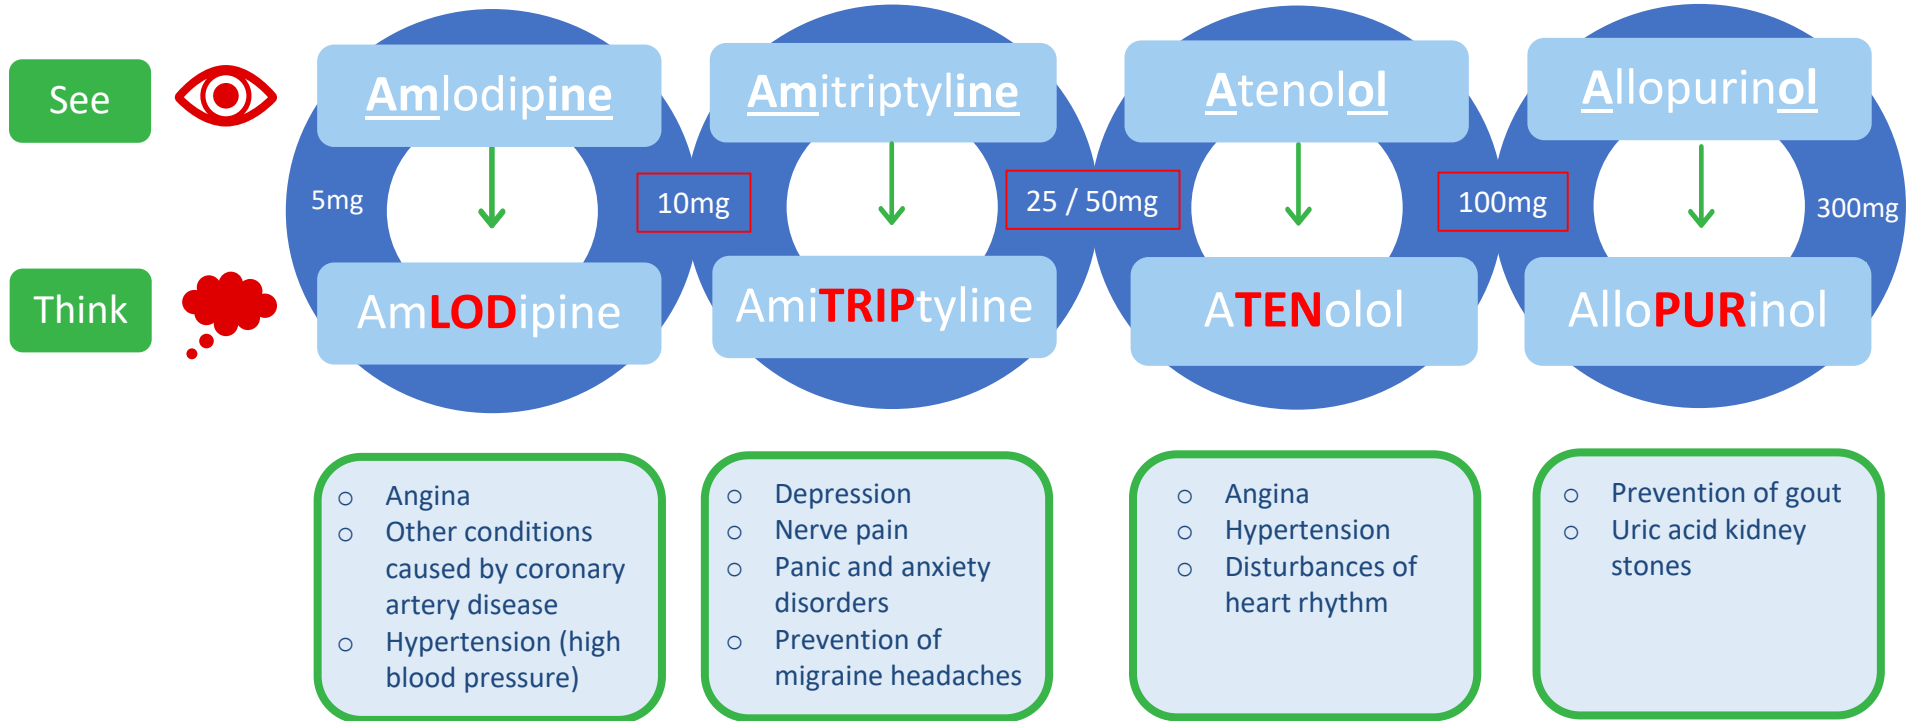 See
Amlodipine
Amitriptyline
Atenolol
Allopurinol
5mg
10mg
25 / 50mg
100mg
300mg
Think
AmLODipine
AmiTRIPtyline
ATENolol
AlloPURinol
○ Angina
○ Other conditions
caused by coronary
artery disease
○ Hypertension (high
blood pressure)
○ Depression
○ Nerve pain
○ Panic and anxiety
disorders
○ Prevention of
migraine headaches
○ Angina
○ Hypertension
○ Disturbances of
heart rhythm
○ Prevention of gout
○ Uric acid kidney
stones